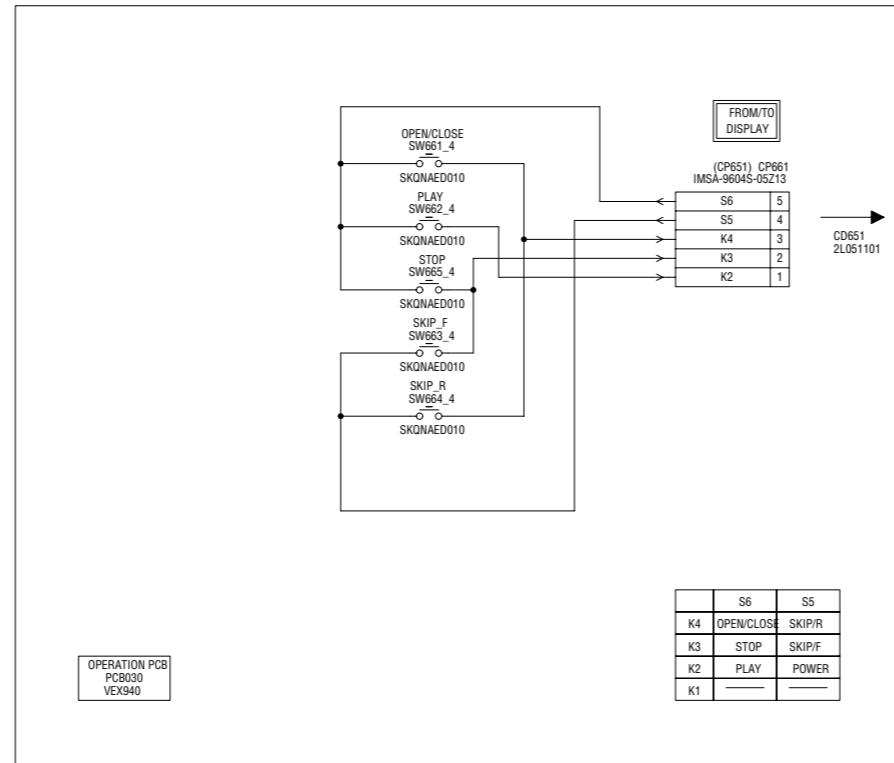 FROM/TO
DISPLAY
OPEN/CLOSE
SW661_4
SKQNAED010
PLAY
SW662_4
SKQNAED010
STOP
SW665_4
SKQNAED010
SKIP_F
SW663_4
SKQNAED010
SKIP_R
SW664_4
SKQNAED010
(CP651) CP661
IMSA-9604S-05Z13
S6 5
S5 4
K4 3
K3 2
K2 1
CD651
2L051101
S6 S5
K4 OPEN/CLOSE SKIP/R
K3 STOP SKIP/F
K2 PLAY POWER
K1
OPERATION PCB
PCB030
VEX940